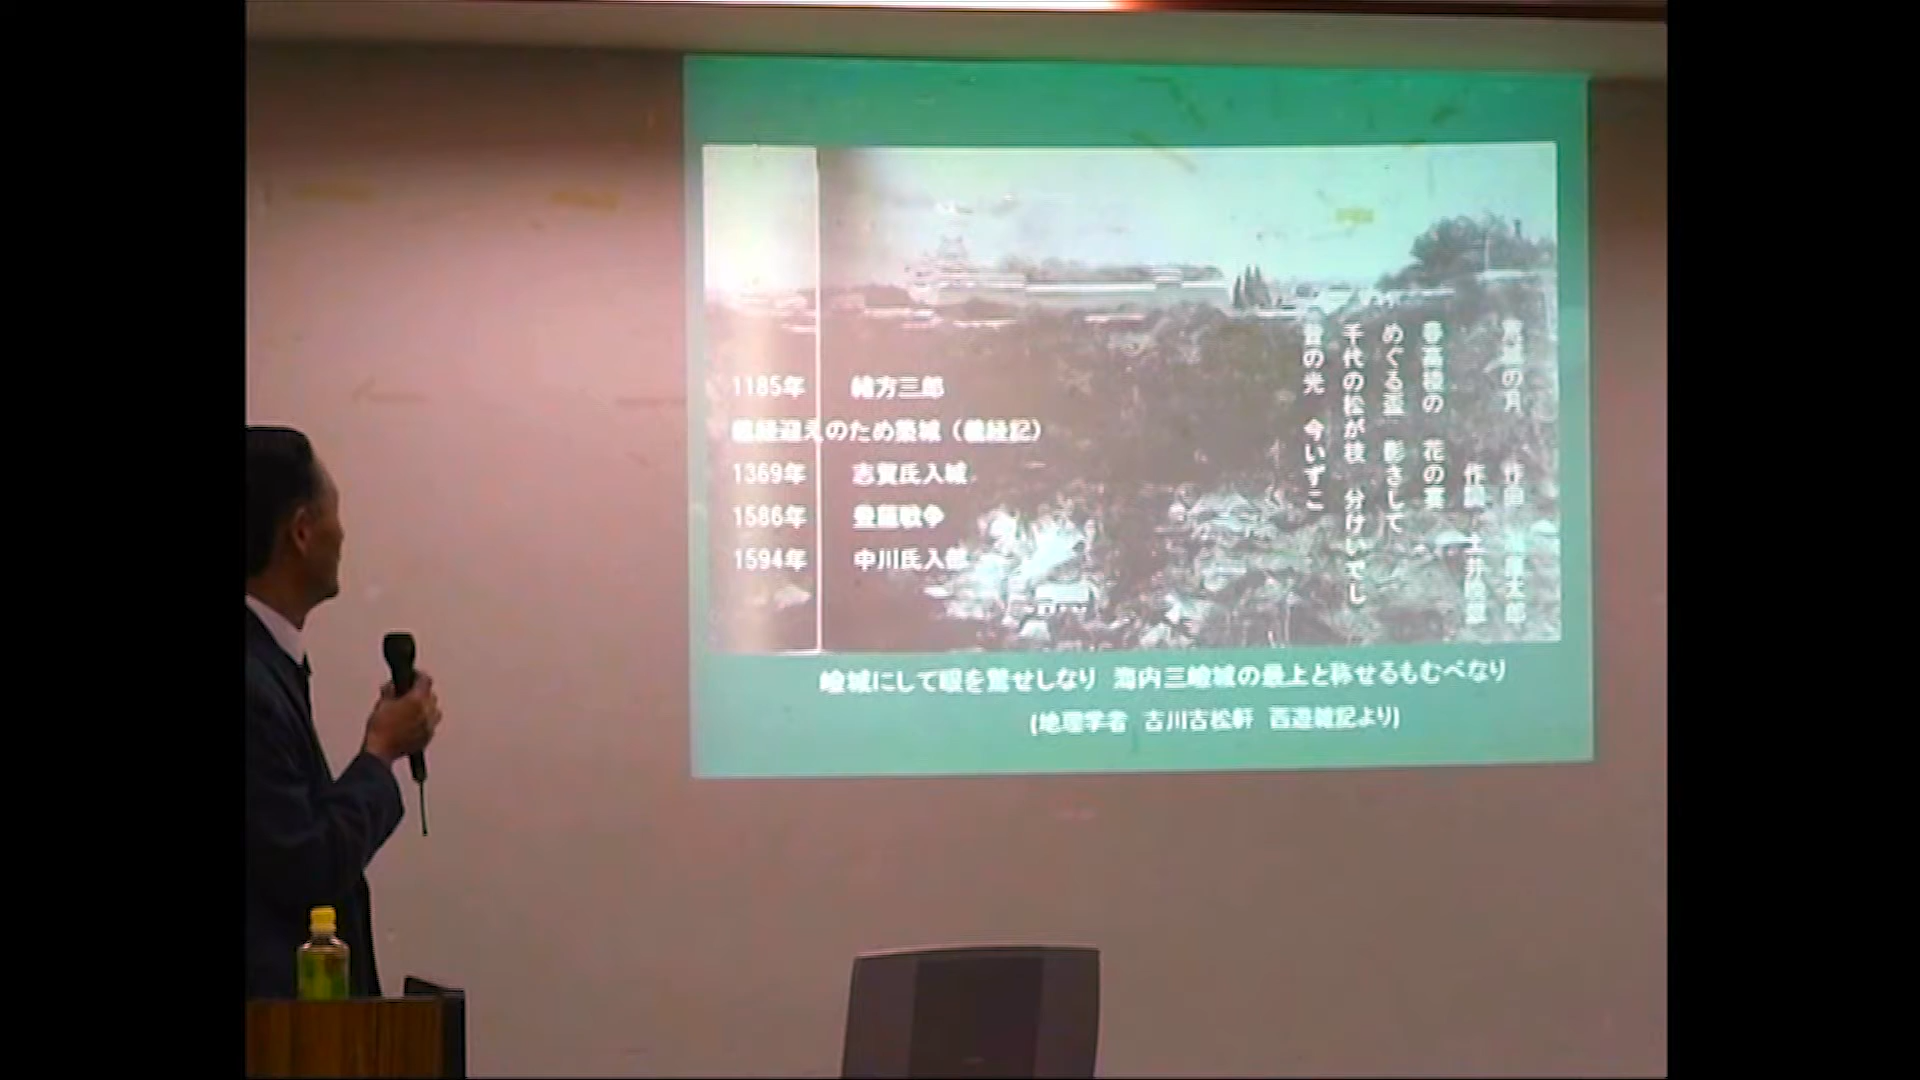 1185年 緒方三郎
義経迎えのため築城（義経記）
1369年 志賀氏入城
1586年 豊薩戦争
1594年 中川氏入部
荒城の月 作曲 瀧廉太郎
作詞 土井晩翠
春高楼の 花の宴
めぐる盃 影さして
千代の松が枝 分けいでし
昔の光 今いずこ
嶮城にして眼を驚せしなり 海内三嶮城の最上と称せるもむべなり
(地理学者 古川古松軒 西遊雑記より)